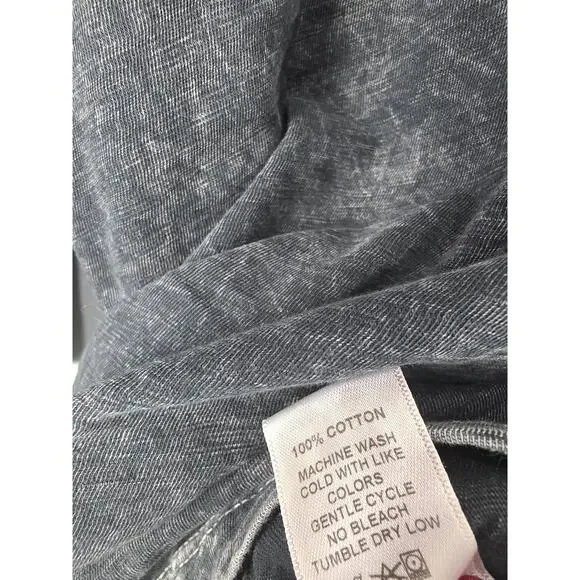 100% COTTON
MACHINE WASH
COLD WITH LIKE
COLORS
GENTLE CYCLE
NO BLEACH
TUMBLE DRY LOW